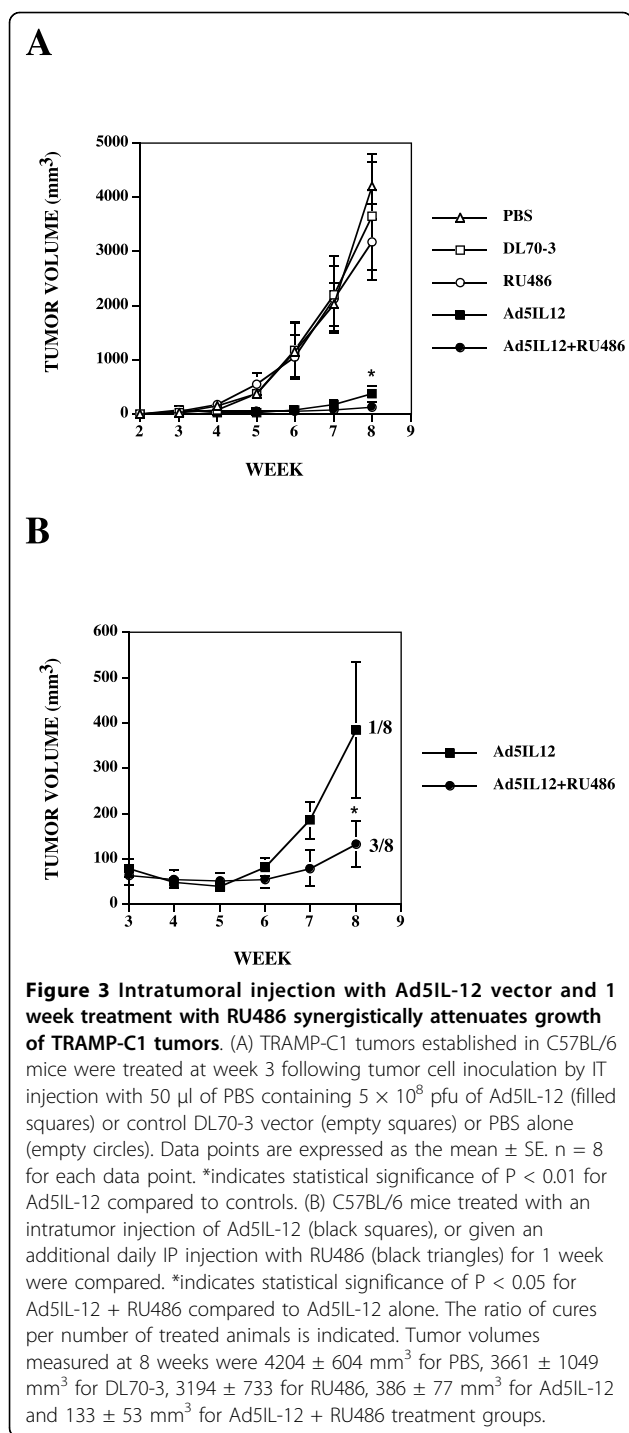 A
TUMOR VOLUME (mm³)
5000
4000
3000
2000
1000
0
2 3 4 5 6 7 8 9
WEEK
*
PBS
DL70-3
RU486
Ad5IL12
Ad5IL12+RU486
B
TUMOR VOLUME (mm³)
600
500
400
300
200
100
0
3 4 5 6 7 8 9
WEEK
1/8
*
3/8
Ad5IL12
Ad5IL12+RU486
Figure 3 Intratumoral injection with Ad5IL-12 vector and 1
week treatment with RU486 synergistically attenuates growth
of TRAMP-C1 tumors. (A) TRAMP-C1 tumors established in C57BL/6
mice were treated at week 3 following tumor cell inoculation by IT
injection with 50 μl of PBS containing 5 × 10⁸ pfu of Ad5IL-12 (filled
squares) or control DL70-3 vector (empty squares) or PBS alone
(empty circles). Data points are expressed as the mean ± SE. n = 8
for each data point. *indicates statistical significance of P < 0.01 for
Ad5IL-12 compared to controls. (B) C57BL/6 mice treated with an
intratumor injection of Ad5IL-12 (black squares), or given an
additional daily IP injection with RU486 (black triangles) for 1 week
were compared. *indicates statistical significance of P < 0.05 for
Ad5IL-12 + RU486 compared to Ad5IL-12 alone. The ratio of cures
per number of treated animals is indicated. Tumor volumes
measured at 8 weeks were 4204 ± 604 mm³ for PBS, 3661 ± 1049
mm³ for DL70-3, 3194 ± 733 for RU486, 386 ± 77 mm³ for Ad5IL-12
and 133 ± 53 mm³ for Ad5IL-12 + RU486 treatment groups.